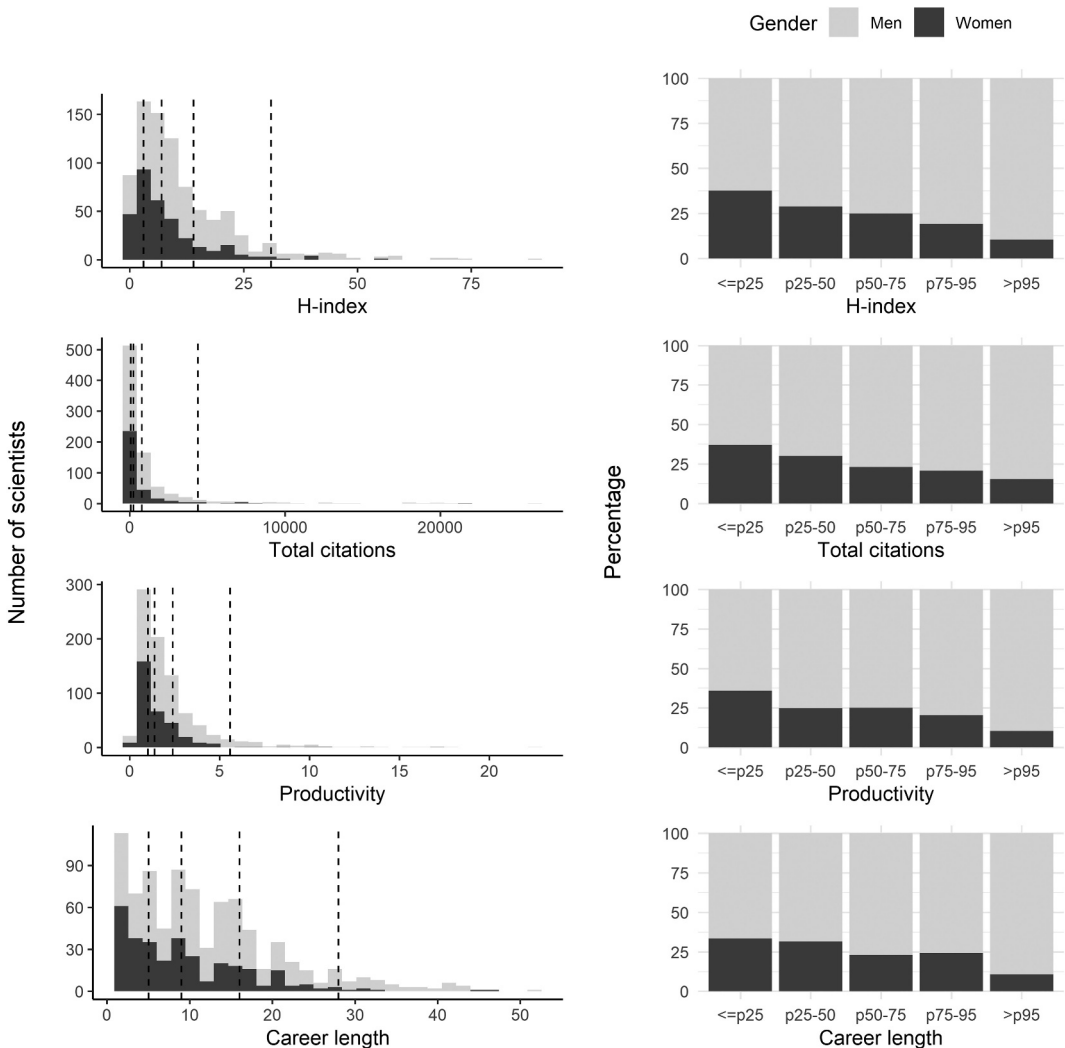 Gender Men Women
Number of scientists
150
100
50
0
0 25 50 75
H-index
500
400
300
200
100
0
0 10000 20000
Total citations
300
200
100
0
0 5 10 15 20
Productivity
90
60
30
0
0 10 20 30 40 50
Career length
Percentage
100
75
50
25
0
<=p25 p25-50 p50-75 p75-95 >p95
H-index
100
75
50
25
0
<=p25 p25-50 p50-75 p75-95 >p95
Total citations
100
75
50
25
0
<=p25 p25-50 p50-75 p75-95 >p95
Productivity
100
75
50
25
0
<=p25 p25-50 p50-75 p75-95 >p95
Career length